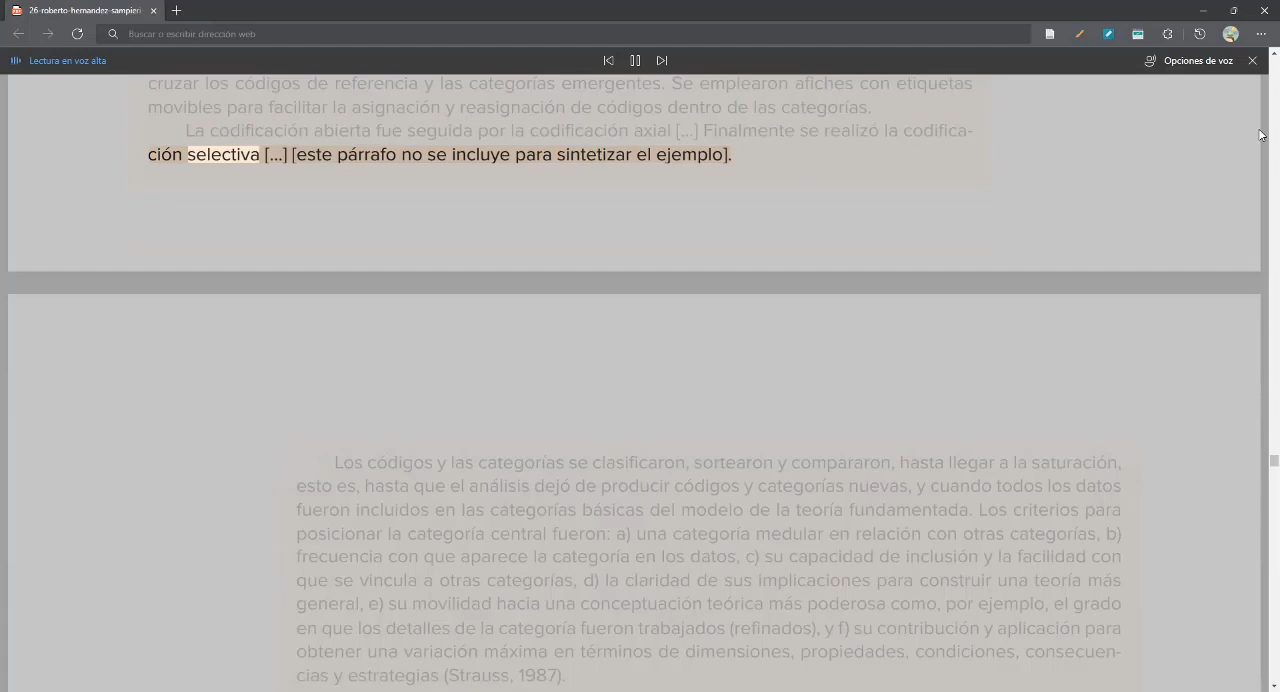 26-roberto-hernandez-sampieri
Buscar o escribir dirección web
Lectura en voz alta
Opciones de voz
cruzar los códigos de referencia y las categorías emergentes. Se emplearon afiches con etiquetas
movibles para facilitar la asignación y reasignación de códigos dentro de las categorías.
La codificación abierta fue seguida por la codificación axial [...] Finalmente se realizó la codifica-
ción selectiva [...] [este párrafo no se incluye para sintetizar el ejemplo].
Los códigos y las categorías se clasificaron, sortearon y compararon, hasta llegar a la saturación,
esto es, hasta que el análisis dejó de producir códigos y categorías nuevas, y cuando todos los datos
fueron incluidos en las categorías básicas del modelo de la teoría fundamentada. Los criterios para
posicionar la categoría central fueron: a) una categoría medular en relación con otras categorías, b)
frecuencia con que aparece la categoría en los datos, c) su capacidad de inclusión y la facilidad con
que se vincula a otras categorías, d) la claridad de sus implicaciones para construir una teoría más
general, e) su movilidad hacia una conceptuación teórica más poderosa como, por ejemplo, el grado
en que los detalles de la categoría fueron trabajados (refinados), y f) su contribución y aplicación para
obtener una variación máxima en términos de dimensiones, propiedades, condiciones, consecuen-
cias y estrategias (Strauss, 1987).